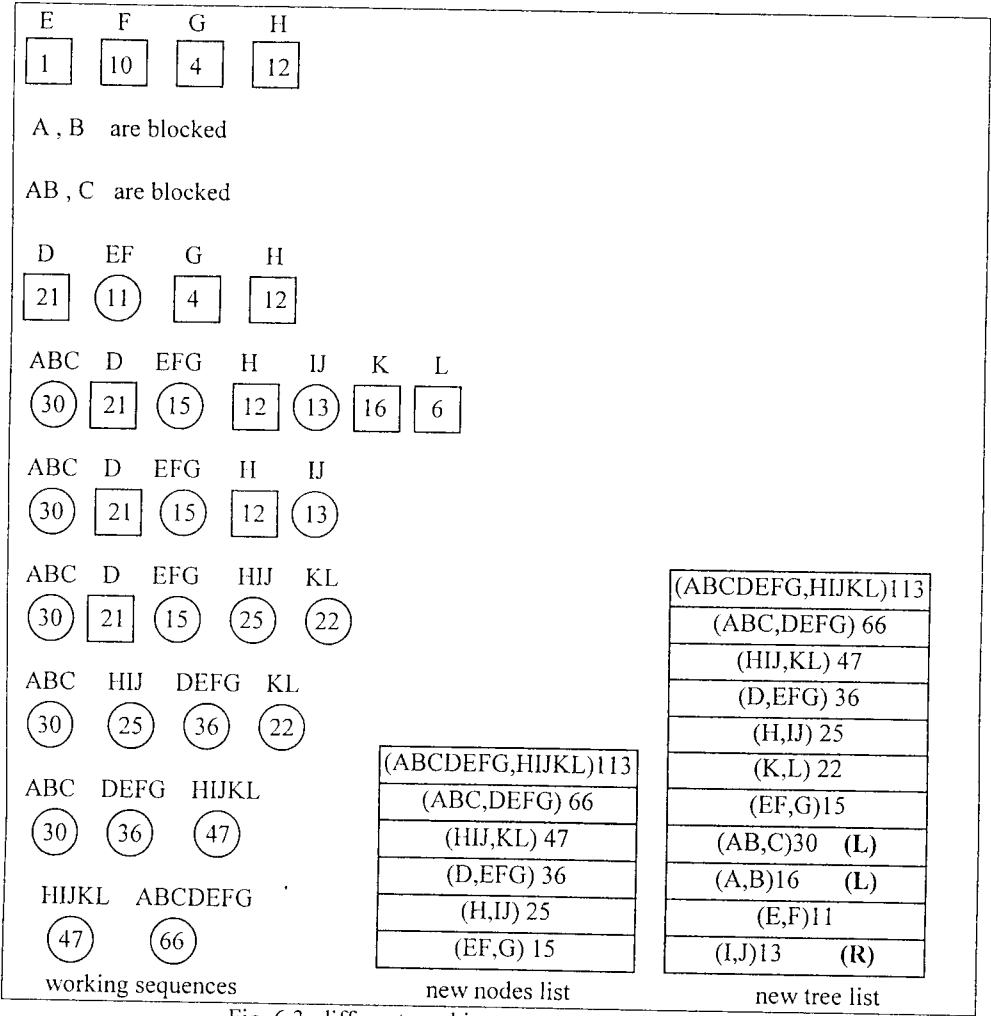 E F G H
1 10 4 12
A , B are blocked
AB , C are blocked
D EF G H
21 11 4 12
ABC D EFG H IJ K L
30 21 15 12 13 16 6
ABC D EFG H IJ
30 21 15 12 13
ABC D EFG HIJ KL
30 21 15 25 22
ABC HIJ DEFG KL
30 25 36 22
ABC DEFG HIJKL
30 36 47
HIJKL ABCDEFG
47 66
working sequences
(ABCDEFG,HIJKL)113
(ABC,DEFG) 66
(HIJ,KL) 47
(D,EFG) 36
(H,IJ) 25
(EF,G) 15
new nodes list
(ABCDEFG,HIJKL)113
(ABC,DEFG) 66
(HIJ,KL) 47
(D,EFG) 36
(H,IJ) 25
(K,L) 22
(EF,G)15
(AB,C)30 (L)
(A,B)16 (L)
(E,F)11
(I,J)13 (R)
new tree list